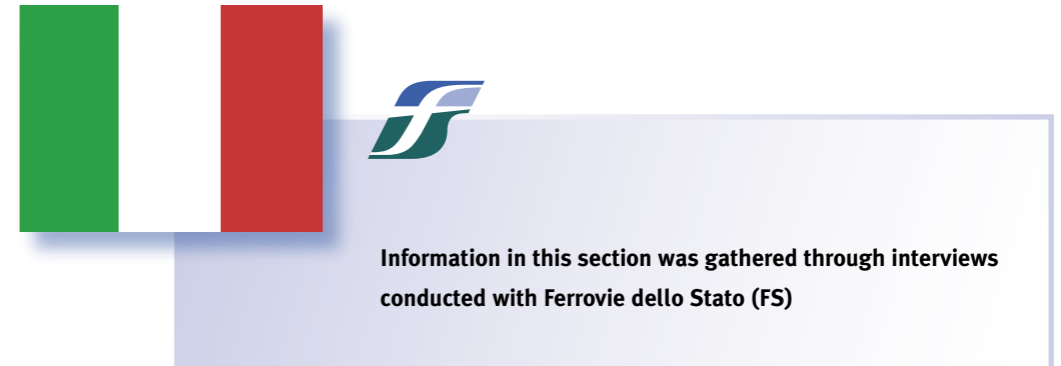 Information in this section was gathered through interviews
conducted with Ferrovie dello Stato (FS)